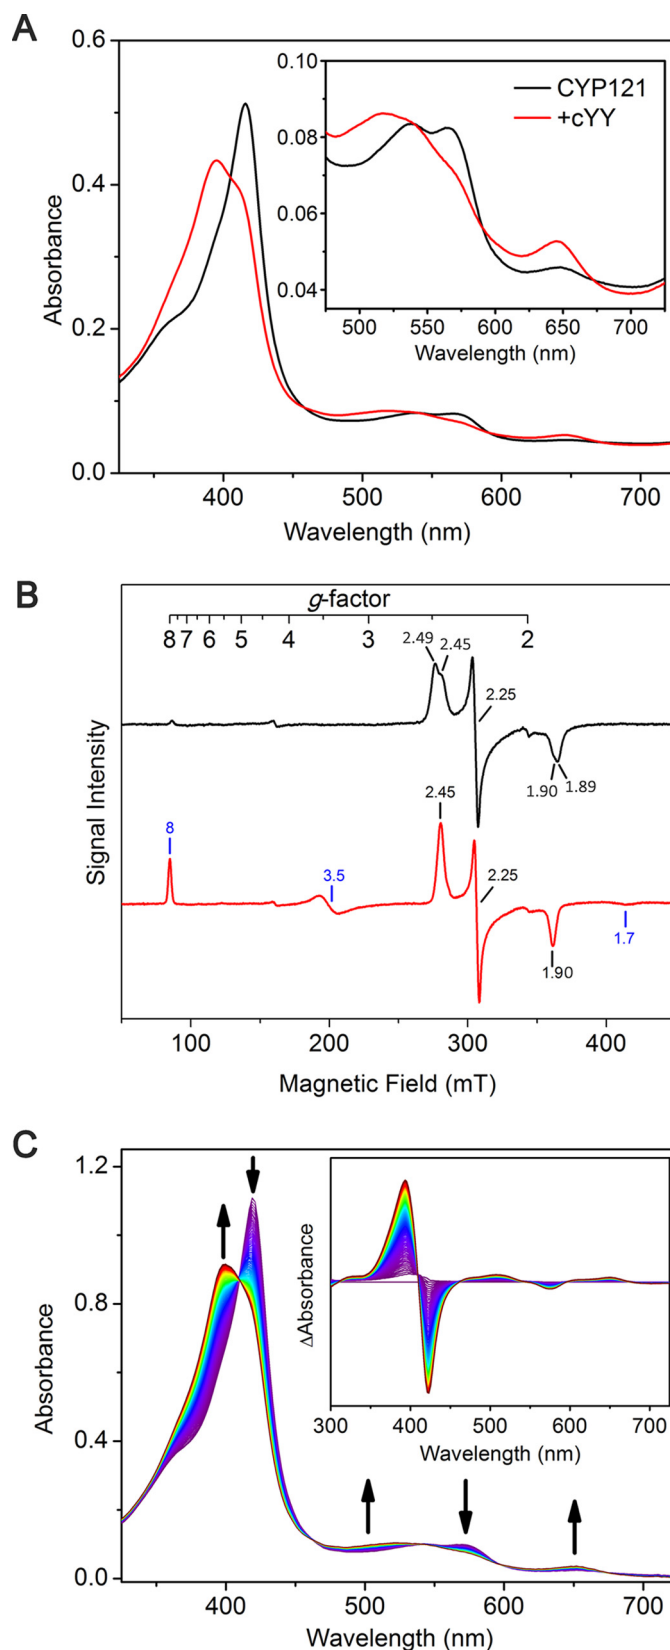 A
0.6
0.4
0.2
0.0
Absorbance
400
500
600
700
Wavelength (nm)
0.10
0.08
0.06
0.04
500
550
600
650
700
Wavelength (nm)
CYP121
+cYY
B
g-factor
8 7 6 5 4 3 2
2.49
2.45
2.25
1.90
1.89
8
3.5
2.45
2.25
1.90
1.7
Signal Intensity
100
200
300
400
Magnetic Field (mT)
C
1.2
0.8
0.4
0.0
Absorbance
ΔAbsorbance
300 400 500 600 700
Wavelength (nm)
400
500
600
700
Wavelength (nm)